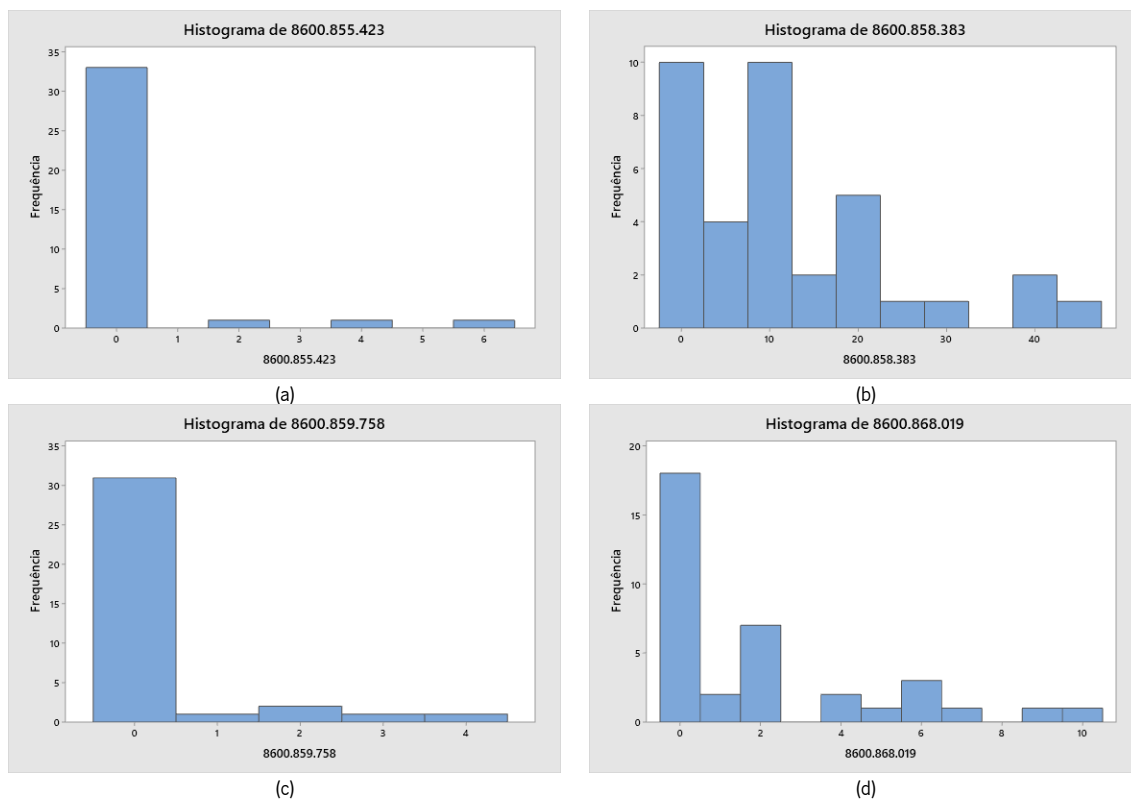 Histograma de 8600.855.423
35
30
25
20
15
10
5
0
Frequência
0 1 2 3 4 5 6
8600.855.423
(a)
Histograma de 8600.858.383
10
8
6
4
2
0
Frequência
0 10 20 30 40
8600.858.383
(b)
Histograma de 8600.859.758
35
30
25
20
15
10
5
0
Frequência
0 1 2 3 4
8600.859.758
(c)
Histograma de 8600.868.019
20
15
10
5
0
Frequência
0 2 4 6 8 10
8600.868.019
(d)